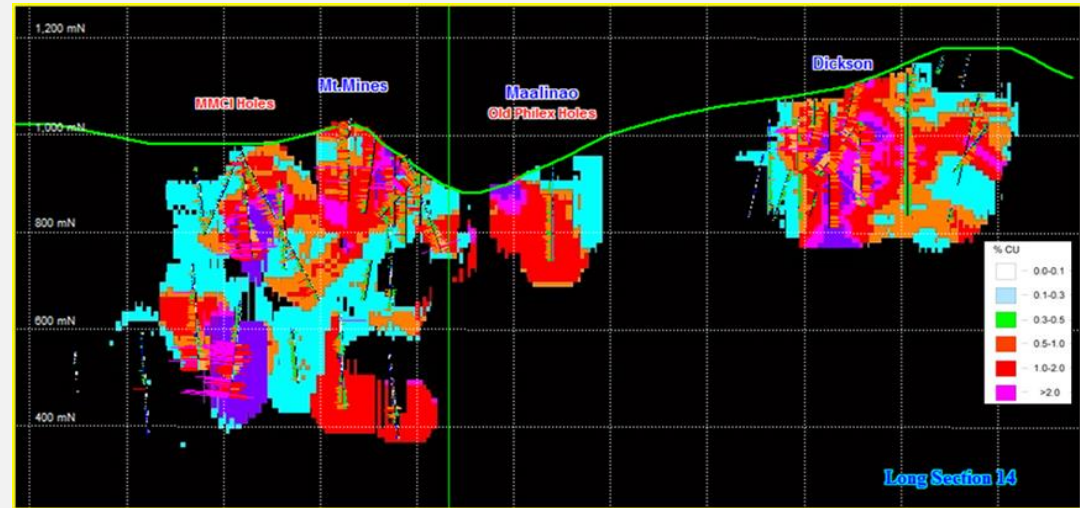 1,200 mN
Dickson
Mt.Mines
Maalinao
MMCI Holes
Old Philex Holes
1,000 mN
800 mN
% CU
0.0-0.1
0.1-0.3
0.3-0.5
0.5-1.0
1.0-2.0
>2.0
600 mN
400 mN
Long Section 14